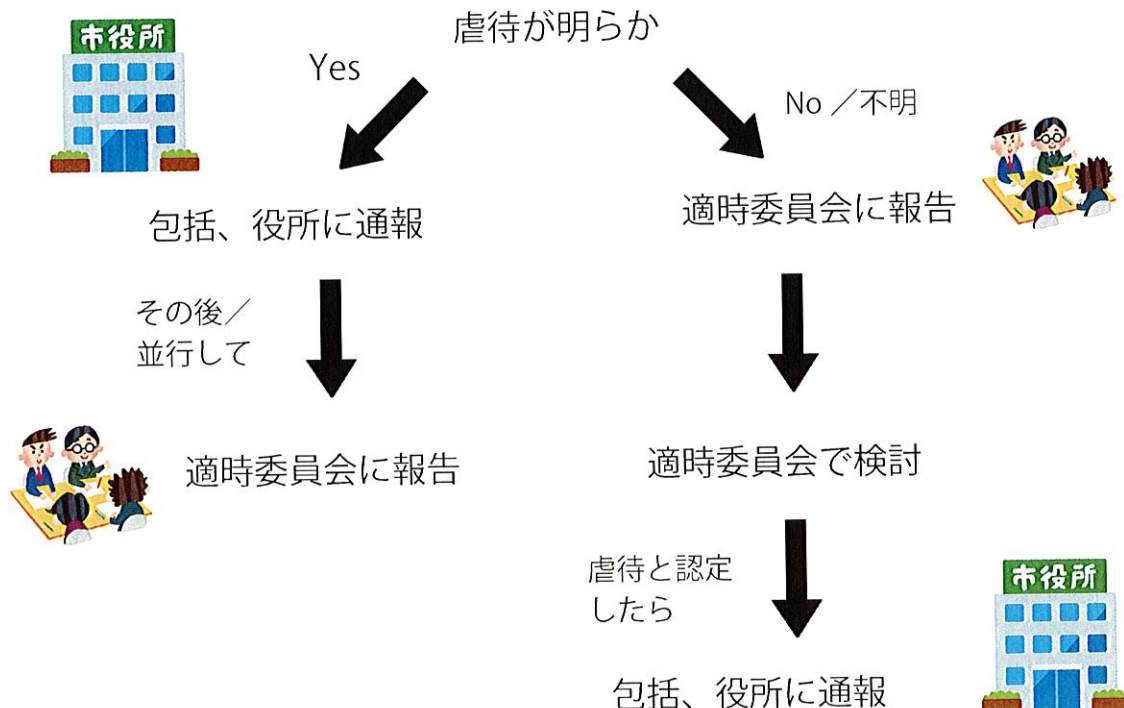 市役所
虐待が明らか
Yes
No ／不明
包括、役所に通報
適時委員会に報告
その後／
並行して
適時委員会に報告
適時委員会で検討
虐待と認定
したら
市役所
包括、役所に通報